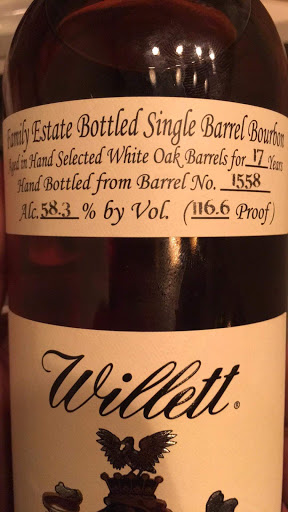 Family Estate Bottled Single Barrel Bourbon
Aged in Hand Selected White Oak Barrels for 17 Years
Hand Bottled from Barrel No. 1558
Alc. 58.3 % by Vol. (116.6 Proof)
Willett®